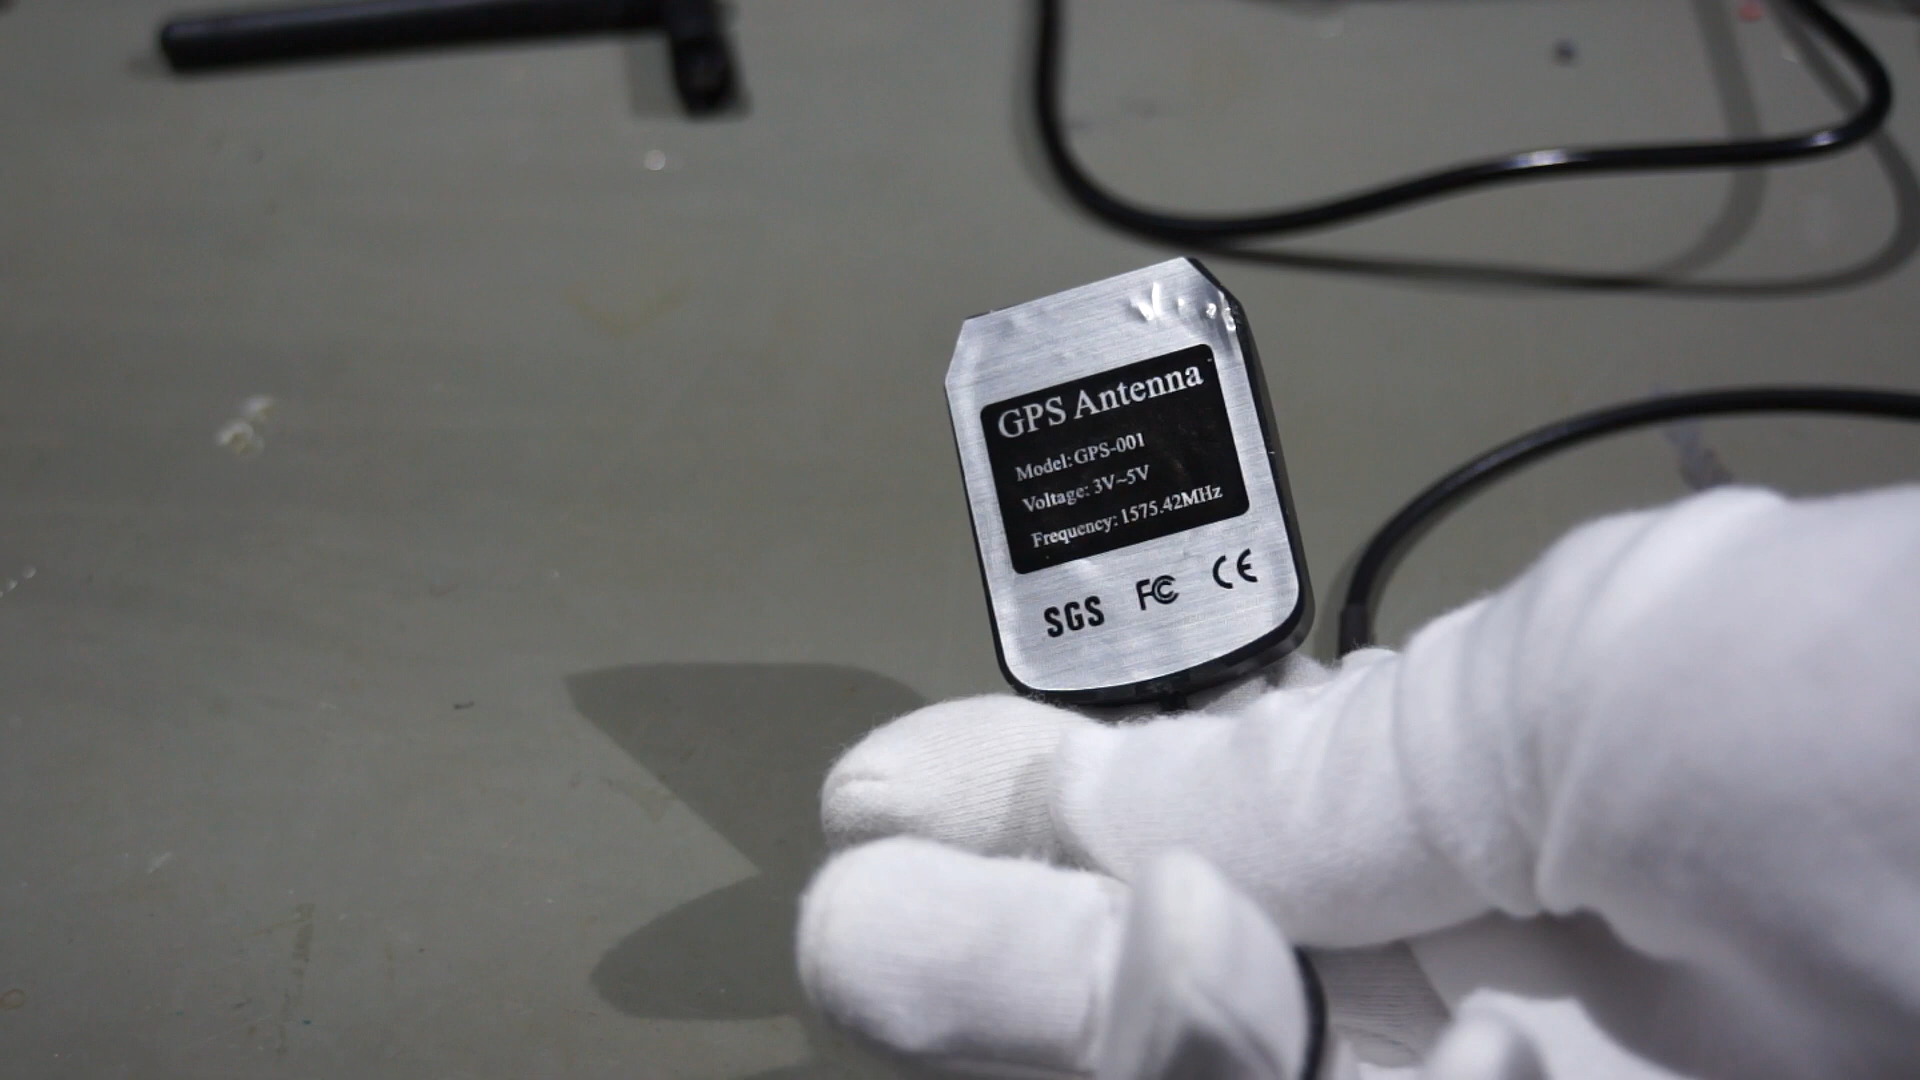 GPS Antenna
Model: GPS-001
Voltage: 3V~5V
Frequency: 1575.42MHz
SGS FC CE